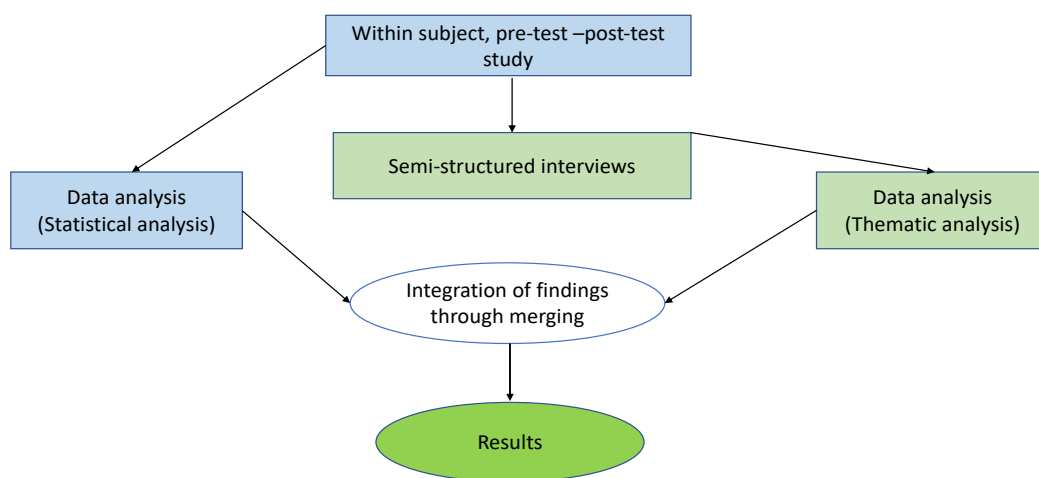 Within subject, pre-test –post-test
study
Semi-structured interviews
Data analysis
(Statistical analysis)
Data analysis
(Thematic analysis)
Integration of findings
through merging
Results